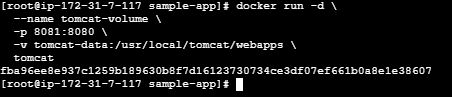 [root@ip-172-31-7-117 sample-app]# docker run -d \
  --name tomcat-volume \
  -p 8081:8080 \
  -v tomcat-data:/usr/local/tomcat/webapps \
  tomcat
fba96ee8e937c1259b189630b8f7d16123730734ce3df07ef661b0a8e1e38607
[root@ip-172-31-7-117 sample-app]#